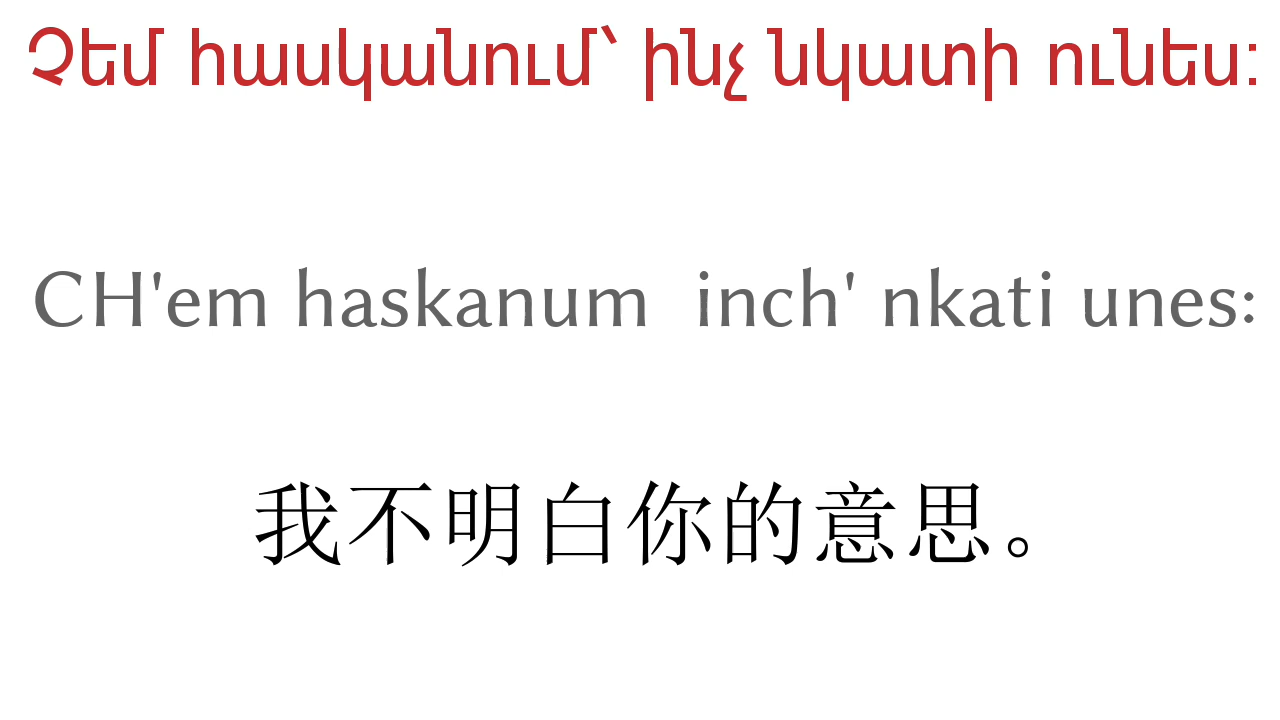 Չեմ հասկանում՝ ինչ նկատի ունես։
CH'em haskanum  inch' nkati unes:
我不明白你的意思。